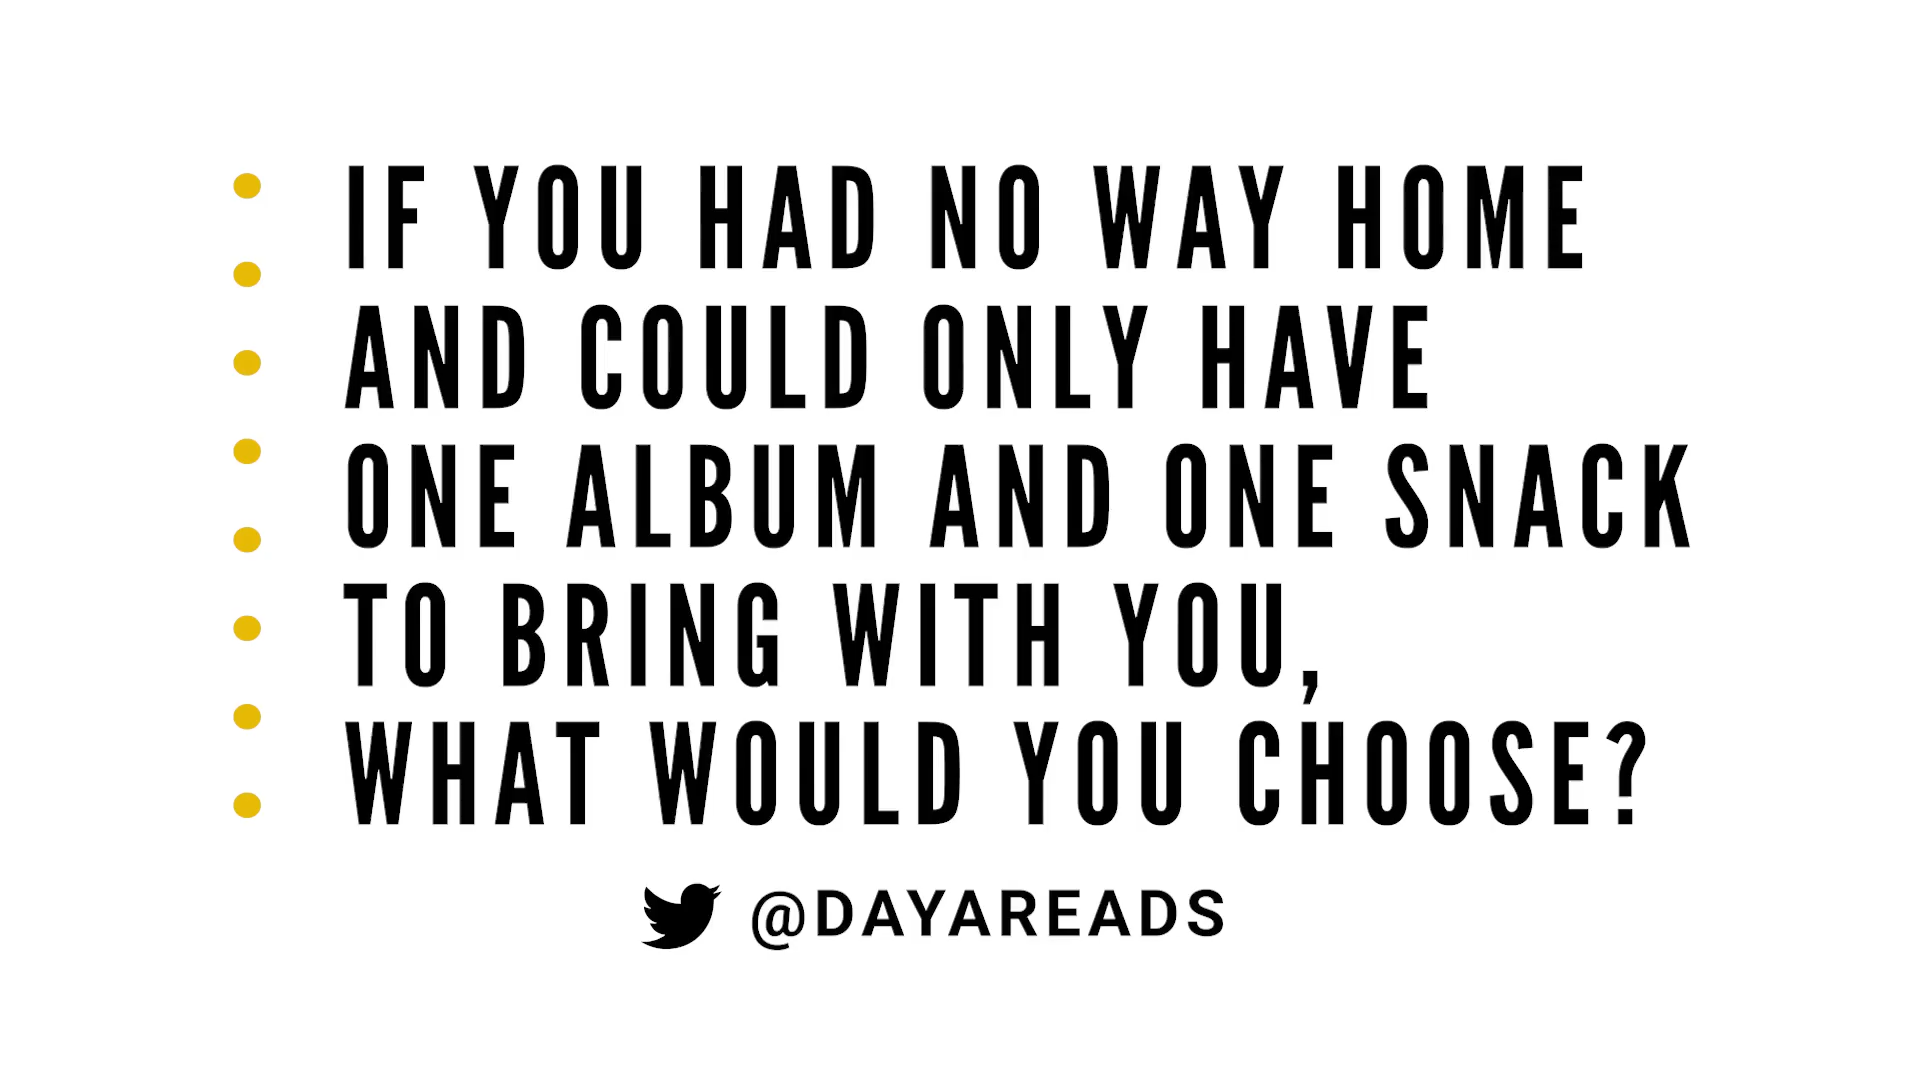 IF YOU HAD NO WAY HOME
AND COULD ONLY HAVE
ONE ALBUM AND ONE SNACK
TO BRING WITH YOU,
WHAT WOULD YOU CHOOSE?
@DAYAREADS